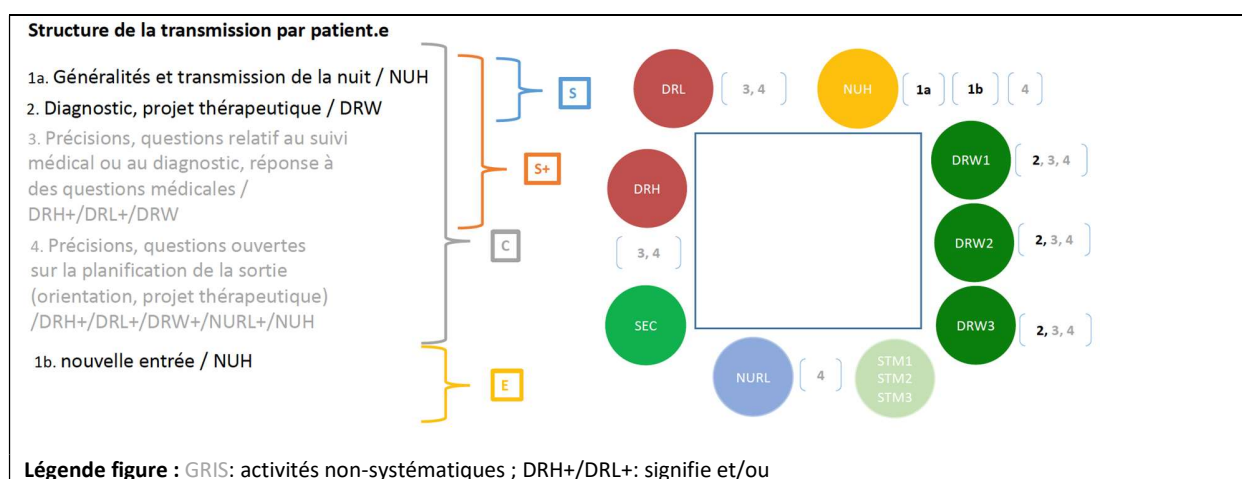 Structure de la transmission par patient.e
1a. Généralités et transmission de la nuit / NUH
2. Diagnostic, projet thérapeutique / DRW
3. Précisions, questions relatif au suivi
médical ou au diagnostic, réponse à
des questions médicales /
DRH+/DRL+/DRW
4. Précisions, questions ouvertes
sur la planification de la sortie
(orientation, projet thérapeutique)
/DRH+/DRL+/DRW+/NURL+/NUH
1b. nouvelle entrée / NUH
S
S+
C
E
DRL
3, 4
NUH
1a
1b
4
DRW1
2, 3, 4
DRH
3, 4
DRW2
2, 3, 4
SEC
DRW3
2, 3, 4
NURL
4
STM1
STM2
STM3
Légende figure : GRIS: activités non-systématiques ; DRH+/DRL+: signifie et/ou